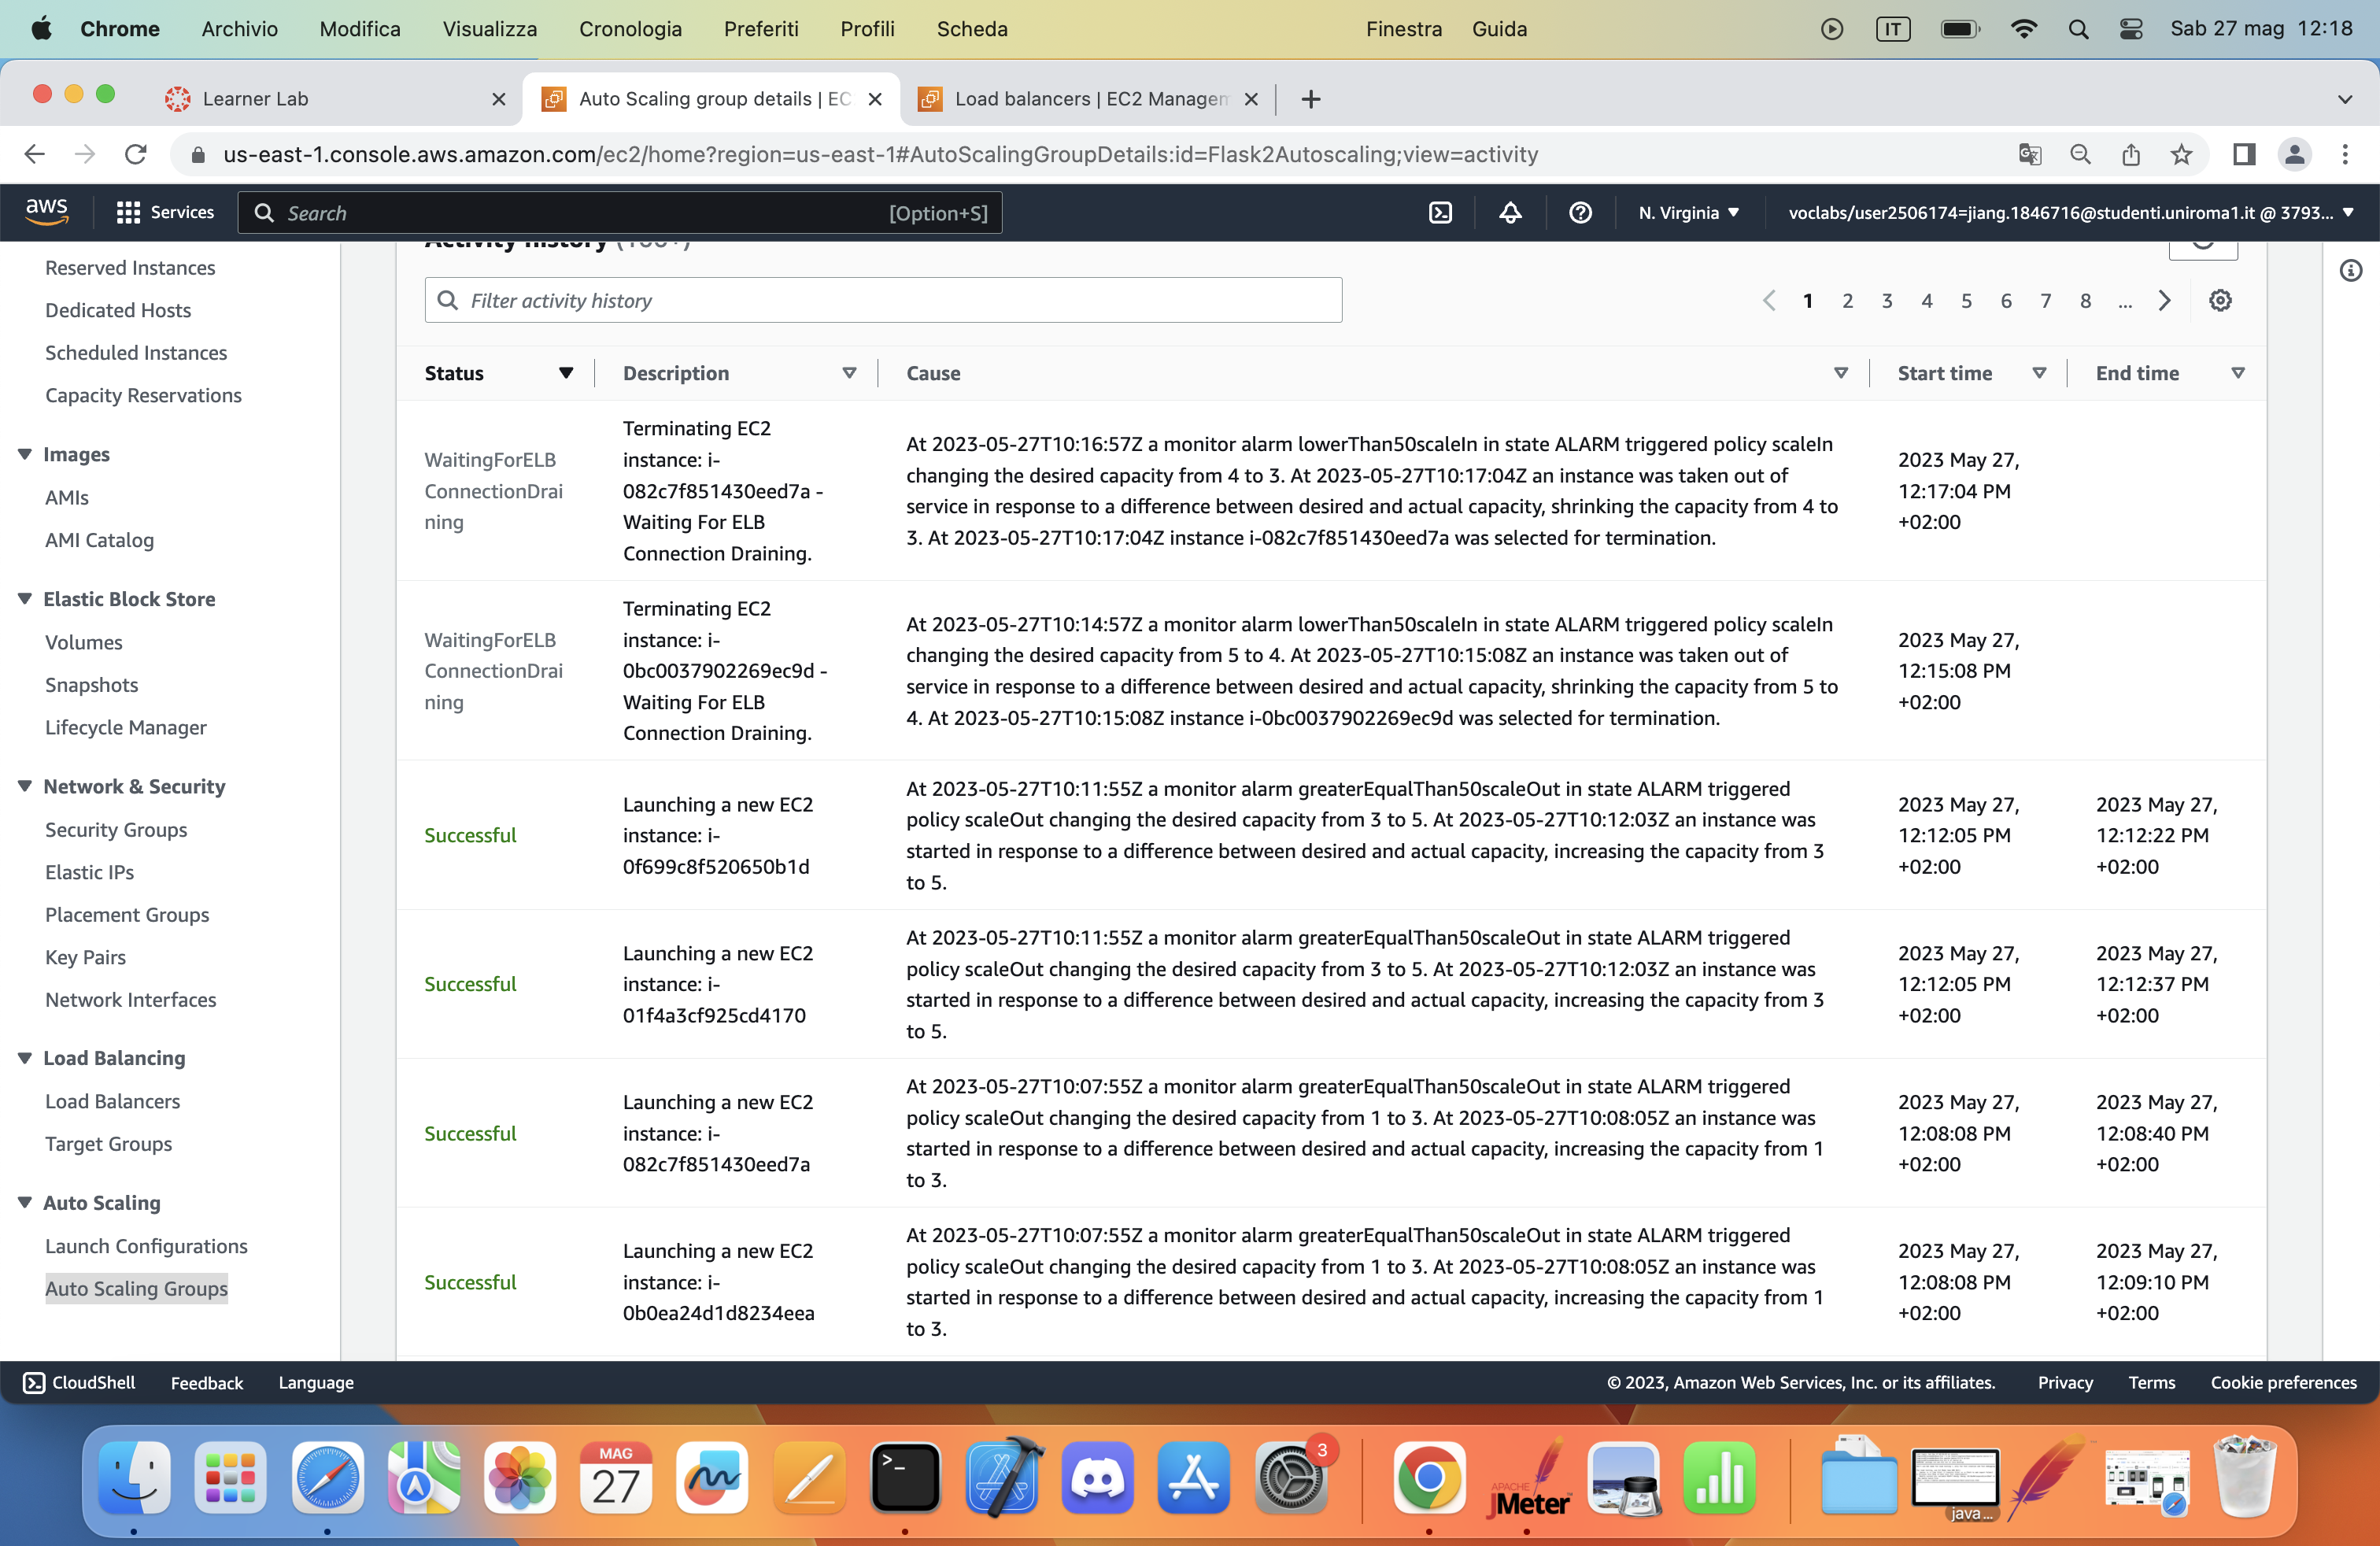 Chrome Archivio Modifica Visualizza Cronologia Preferiti Profili Scheda Finestra Guida IT Sab 27 mag 12:18
Learner Lab
Auto Scaling group details | EC
Load balancers | EC2 Managem
us-east-1.console.aws.amazon.com/ec2/home?region=us-east-1#AutoScalingGroupDetails:id=Flask2Autoscaling;view=activity
aws Services Search [Option+S] N. Virginia voclabs/user2506174=jiang.1846716@studenti.uniroma1.it @ 3793...
Reserved Instances
Dedicated Hosts
Scheduled Instances
Capacity Reservations
Images
AMIs
AMI Catalog
Elastic Block Store
Volumes
Snapshots
Lifecycle Manager
Network & Security
Security Groups
Elastic IPs
Placement Groups
Key Pairs
Network Interfaces
Load Balancing
Load Balancers
Target Groups
Auto Scaling
Launch Configurations
Auto Scaling Groups
Activity history (100+)
Filter activity history
1 2 3 4 5 6 7 8 ...
Status Description Cause Start time End time
WaitingForELB
ConnectionDrai
ning
Terminating EC2
instance: i-
082c7f851430eed7a -
Waiting For ELB
Connection Draining.
At 2023-05-27T10:16:57Z a monitor alarm lowerThan50scaleIn in state ALARM triggered policy scaleIn
changing the desired capacity from 4 to 3. At 2023-05-27T10:17:04Z an instance was taken out of
service in response to a difference between desired and actual capacity, shrinking the capacity from 4 to
3. At 2023-05-27T10:17:04Z instance i-082c7f851430eed7a was selected for termination.
2023 May 27,
12:17:04 PM
+02:00
WaitingForELB
ConnectionDrai
ning
Terminating EC2
instance: i-
0bc0037902269ec9d -
Waiting For ELB
Connection Draining.
At 2023-05-27T10:14:57Z a monitor alarm lowerThan50scaleIn in state ALARM triggered policy scaleIn
changing the desired capacity from 5 to 4. At 2023-05-27T10:15:08Z an instance was taken out of
service in response to a difference between desired and actual capacity, shrinking the capacity from 5 to
4. At 2023-05-27T10:15:08Z instance i-0bc0037902269ec9d was selected for termination.
2023 May 27,
12:15:08 PM
+02:00
Successful
Launching a new EC2
instance: i-
0f699c8f520650b1d
At 2023-05-27T10:11:55Z a monitor alarm greaterEqualThan50scaleOut in state ALARM triggered
policy scaleOut changing the desired capacity from 3 to 5. At 2023-05-27T10:12:03Z an instance was
started in response to a difference between desired and actual capacity, increasing the capacity from 3
to 5.
2023 May 27,
12:12:05 PM
+02:00
2023 May 27,
12:12:22 PM
+02:00
Successful
Launching a new EC2
instance: i-
01f4a3cf925cd4170
At 2023-05-27T10:11:55Z a monitor alarm greaterEqualThan50scaleOut in state ALARM triggered
policy scaleOut changing the desired capacity from 3 to 5. At 2023-05-27T10:12:03Z an instance was
started in response to a difference between desired and actual capacity, increasing the capacity from 3
to 5.
2023 May 27,
12:12:05 PM
+02:00
2023 May 27,
12:12:37 PM
+02:00
Successful
Launching a new EC2
instance: i-
082c7f851430eed7a
At 2023-05-27T10:07:55Z a monitor alarm greaterEqualThan50scaleOut in state ALARM triggered
policy scaleOut changing the desired capacity from 1 to 3. At 2023-05-27T10:08:05Z an instance was
started in response to a difference between desired and actual capacity, increasing the capacity from 1
to 3.
2023 May 27,
12:08:08 PM
+02:00
2023 May 27,
12:08:40 PM
+02:00
Successful
Launching a new EC2
instance: i-
0b0ea24d1d8234eea
At 2023-05-27T10:07:55Z a monitor alarm greaterEqualThan50scaleOut in state ALARM triggered
policy scaleOut changing the desired capacity from 1 to 3. At 2023-05-27T10:08:05Z an instance was
started in response to a difference between desired and actual capacity, increasing the capacity from 1
to 3.
2023 May 27,
12:08:08 PM
+02:00
2023 May 27,
12:09:10 PM
+02:00
CloudShell Feedback Language © 2023, Amazon Web Services, Inc. or its affiliates. Privacy Terms Cookie preferences
MAG
27
3
APACHE
JMeter
java...